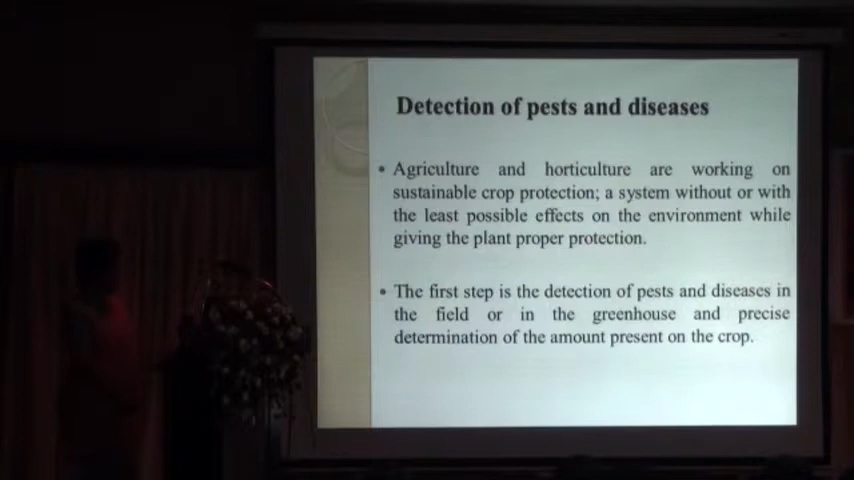 Detection of pests and diseases
• Agriculture and horticulture are working on
sustainable crop protection; a system without or with
the least possible effects on the environment while
giving the plant proper protection.
• The first step is the detection of pests and diseases in
the field or in the greenhouse and precise
determination of the amount present on the crop.